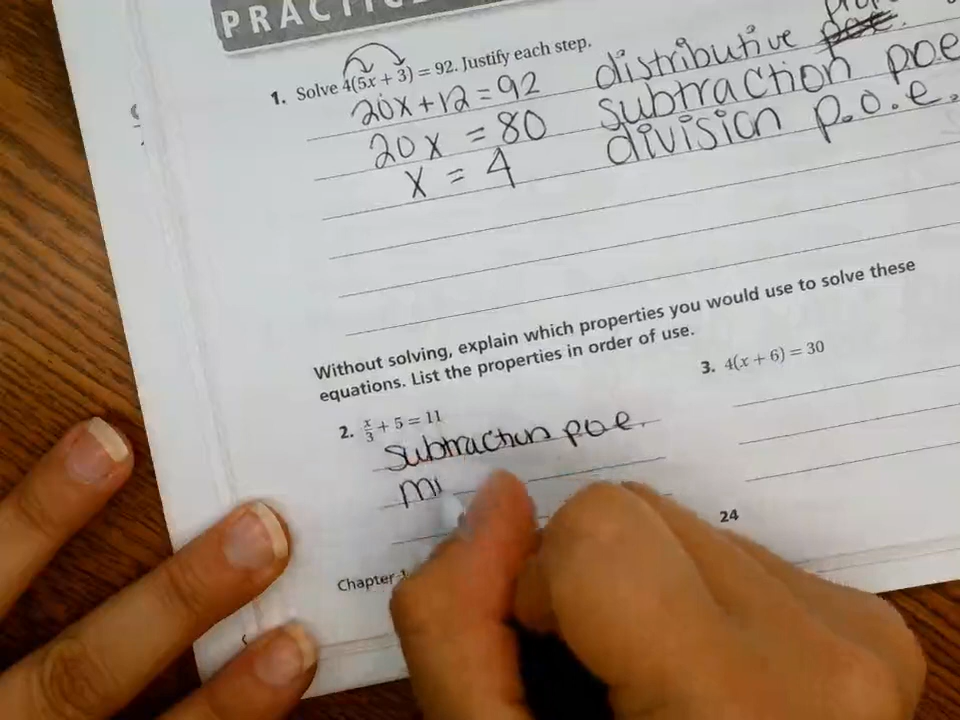 PRACTIC
1. Solve 4(5x + 3) = 92. Justify each step.
20x + 12 = 92 distributive
20x = 80 subtraction poe
x = 4 division p.o.e.
Without solving, explain which properties you would use to solve these
equations. List the properties in order of use.
2. x/3 + 5 = 11
subtraction poe.
3. 4(x + 6) = 30
24
Chapter 1